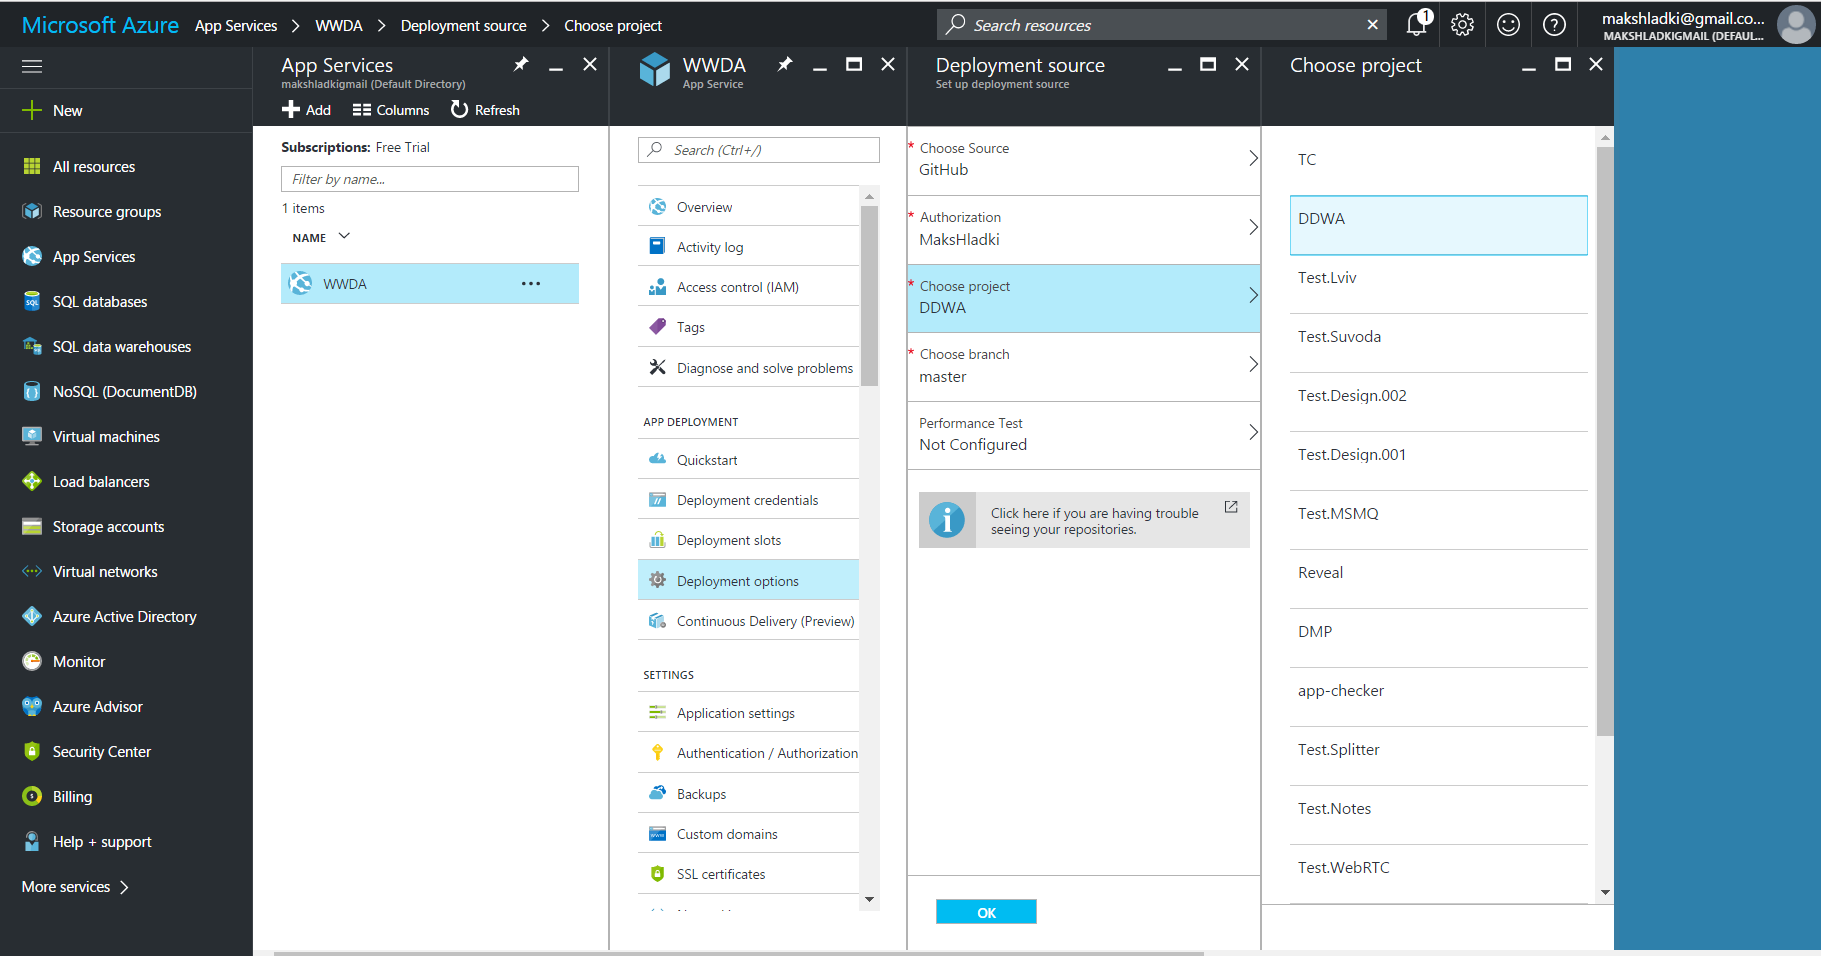 Microsoft Azure App Services > WWDA > Deployment source > Choose project
Search resources
1
makshladki@gmail.co...
MAKSHLADKIGMAIL (DEFAUL...
New
All resources
Resource groups
App Services
SQL databases
SQL data warehouses
NoSQL (DocumentDB)
Virtual machines
Load balancers
Storage accounts
Virtual networks
Azure Active Directory
Monitor
Azure Advisor
Security Center
Billing
Help + support
More services
App Services
makshladkigmail (Default Directory)
Add Columns Refresh
Subscriptions: Free Trial
Filter by name...
1 items
NAME
WWDA
WWDA
App Service
Search (Ctrl+/)
Overview
Activity log
Access control (IAM)
Tags
Diagnose and solve problems
APP DEPLOYMENT
Quickstart
Deployment credentials
Deployment slots
Deployment options
Continuous Delivery (Preview)
SETTINGS
Application settings
Authentication / Authorization
Backups
Custom domains
SSL certificates
Deployment source
Set up deployment source
* Choose Source
GitHub
* Authorization
MaksHladki
* Choose project
DDWA
* Choose branch
master
Performance Test
Not Configured
Click here if you are having trouble
seeing your repositories.
OK
Choose project
TC
DDWA
Test.Lviv
Test.Suvoda
Test.Design.002
Test.Design.001
Test.MSMQ
Reveal
DMP
app-checker
Test.Splitter
Test.Notes
Test.WebRTC